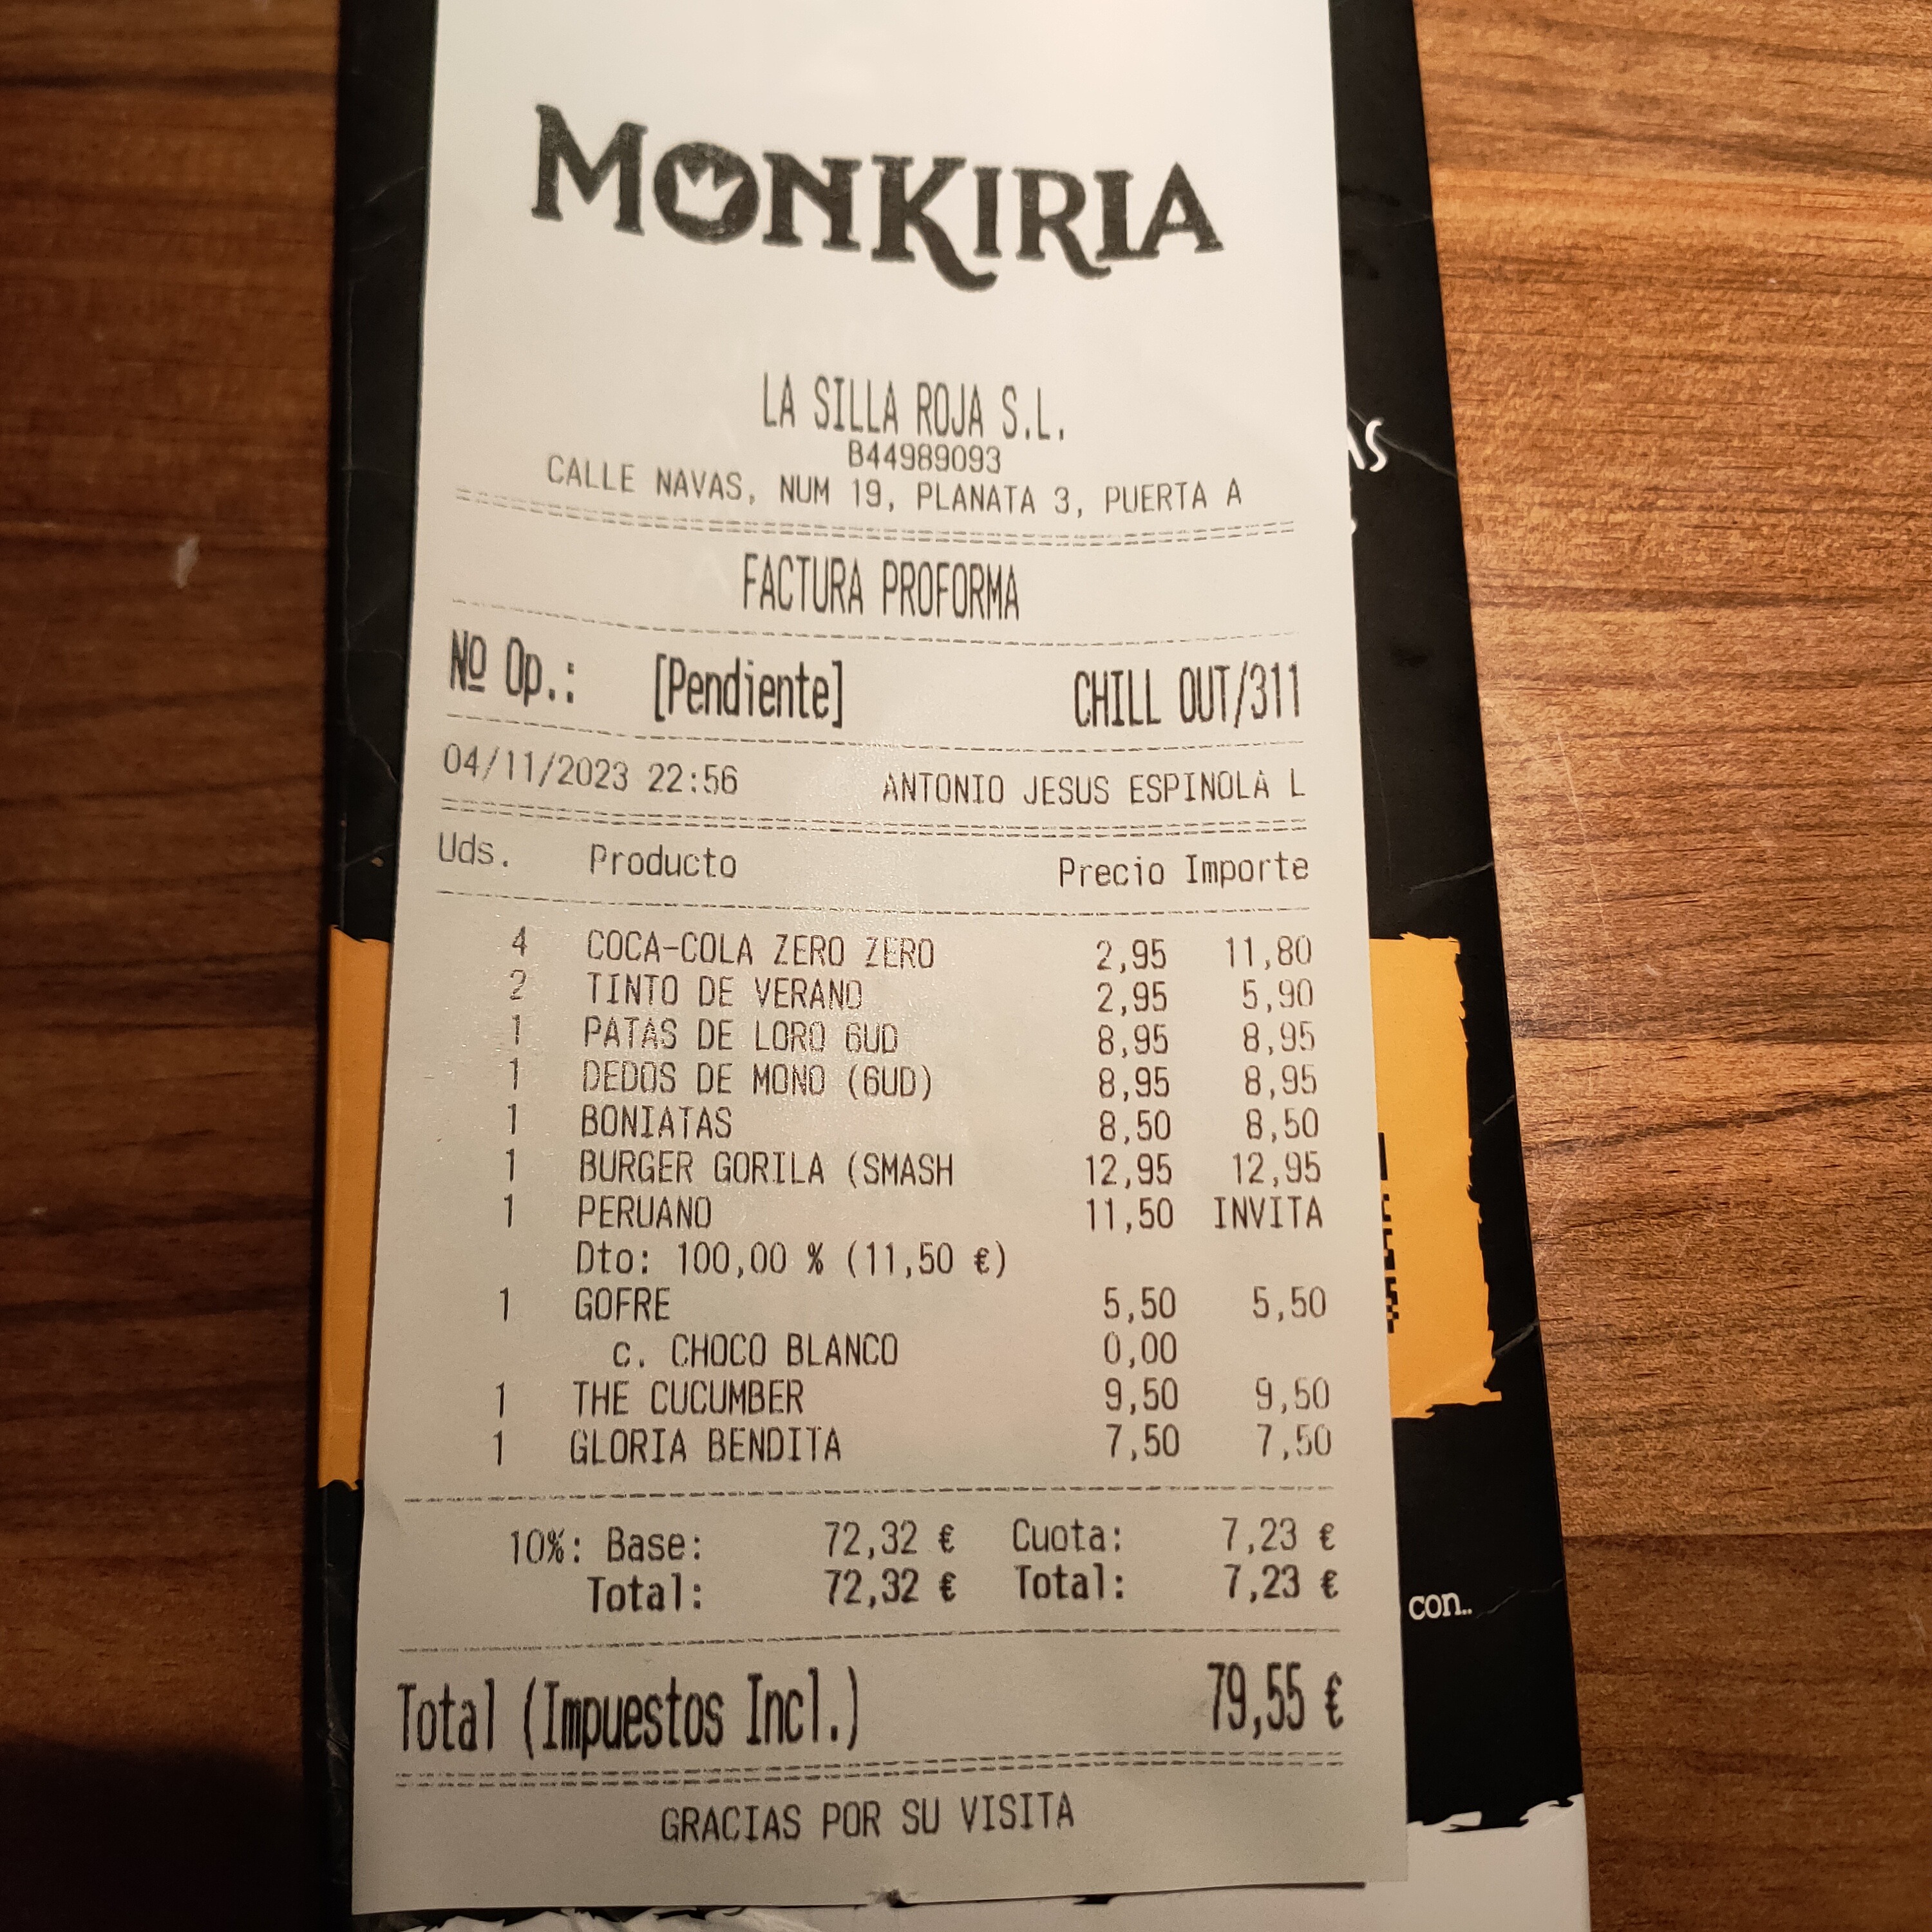 MONKIRIA
LA SILLA ROJA S.L.
B44989093
CALLE NAVAS, NUM 19, PLANATA 3, PUERTA A
FACTURA PROFORMA
Nº Op.: [Pendiente] CHILL OUT/311
04/11/2023 22:56 ANTONIO JESUS ESPINOLA L
Uds. Producto Precio Importe
4 COCA-COLA ZERO ZERO 2,95 11,80
2 TINTO DE VERANO 2,95 5,90
1 PATAS DE LORO 6UD 8,95 8,95
1 DEDOS DE MONO (6UD) 8,95 8,95
1 BONIATAS 8,50 8,50
1 BURGER GORILA (SMASH 12,95 12,95
1 PERUANO 11,50 INVITA
Dto: 100,00 % (11,50 €)
1 GOFRE 5,50 5,50
c. CHOCO BLANCO 0,00
1 THE CUCUMBER 9,50 9,50
1 GLORIA BENDITA 7,50 7,50
10%: Base: 72,32 € Cuota: 7,23 €
Total: 72,32 € Total: 7,23 €
Total (Impuestos Incl.) 79,55 €
GRACIAS POR SU VISITA
con..